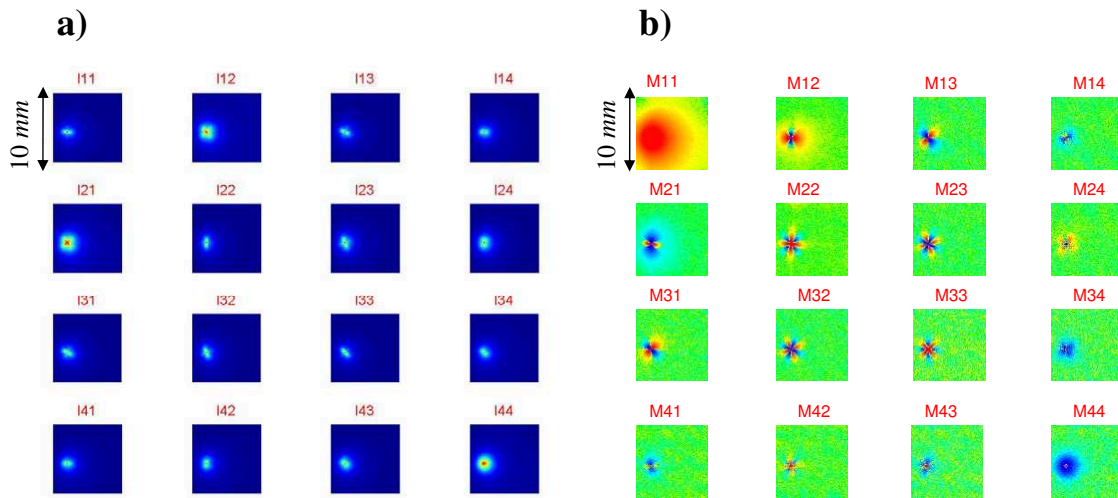 a)
b)
I11 I12 I13 I14
10 mm
I21 I22 I23 I24
I31 I32 I33 I34
I41 I42 I43 I44
M11 M12 M13 M14
10 mm
M21 M22 M23 M24
M31 M32 M33 M34
M41 M42 M43 M44